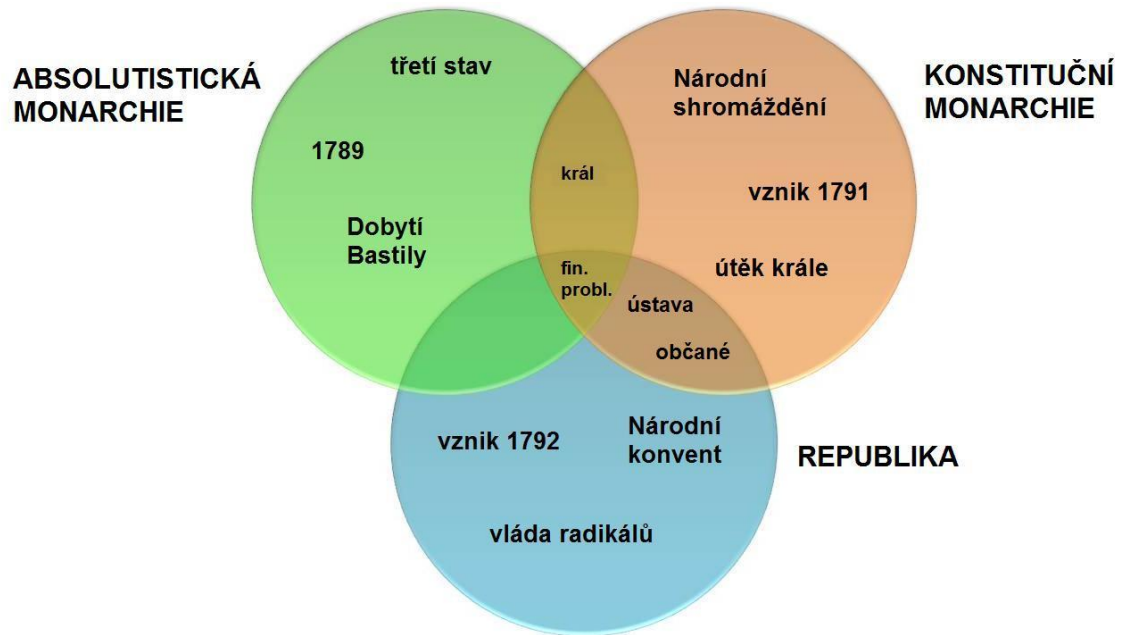 ABSOLUTISTICKÁ
MONARCHIE
třetí stav
1789
Dobytí
Bastily
král
fin.
probl.
Národní
shromáždění
vznik 1791
útěk krále
KONSTITUČNÍ
MONARCHIE
ústava
občané
vznik 1792
Národní
konvent
vláda radikálů
REPUBLIKA